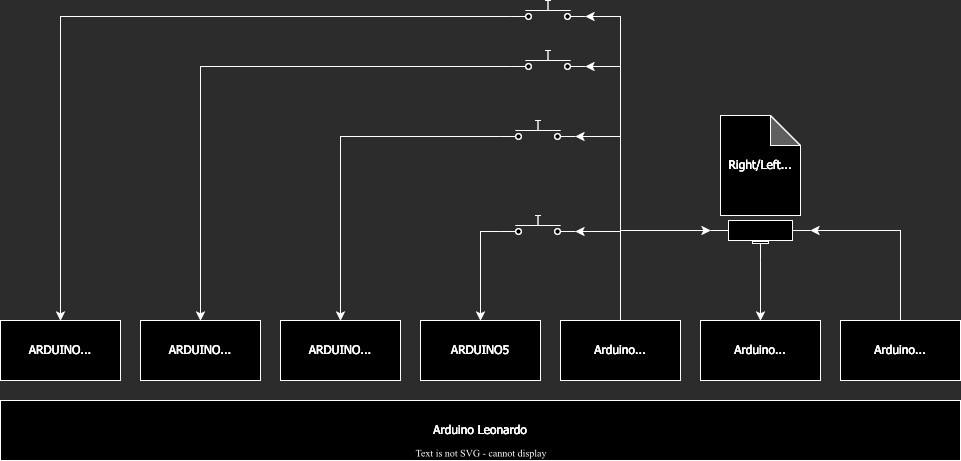 Right/Left...
ARDUINO...
ARDUINO...
ARDUINO...
ARDUINO5
Arduino...
Arduino...
Arduino...
Arduino Leonardo
Text is not SVG - cannot display